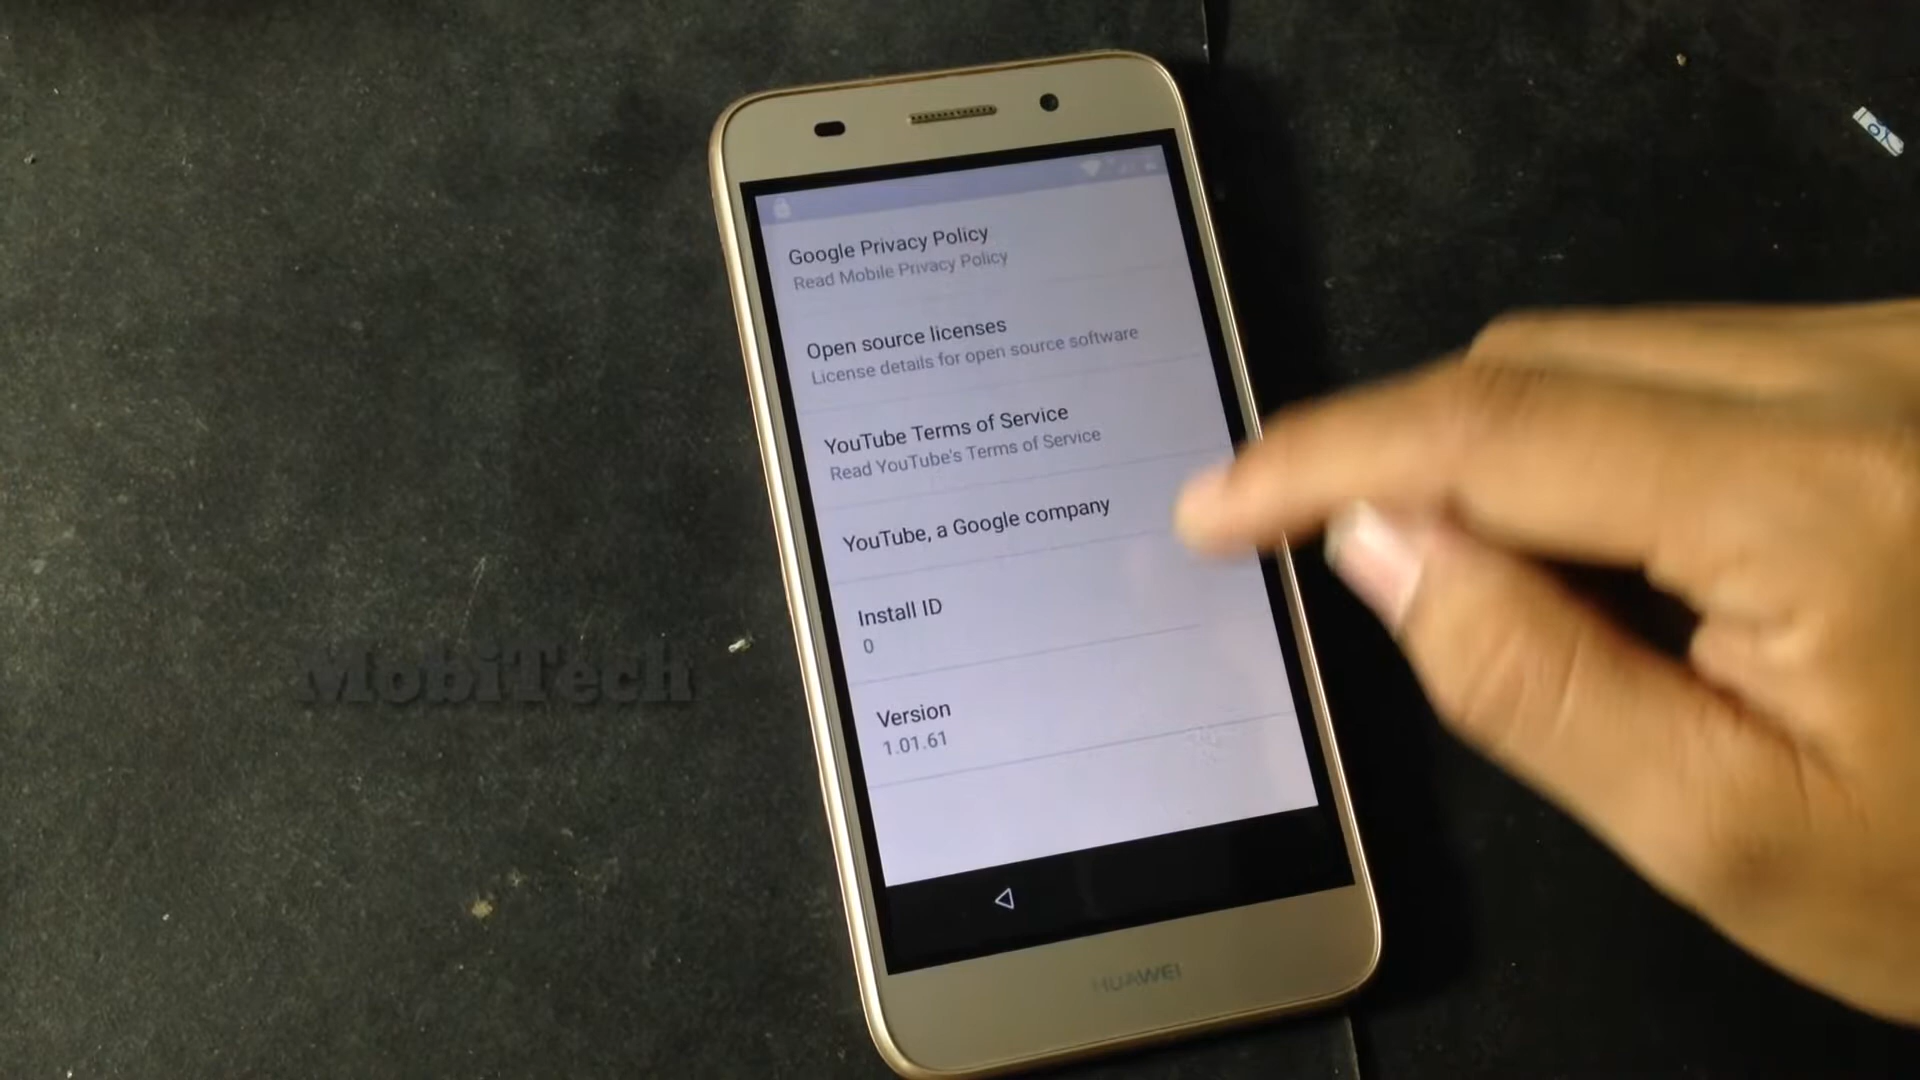 Google Privacy Policy
Read Mobile Privacy Policy
Open source licenses
License details for open source software
YouTube Terms of Service
Read YouTube's Terms of Service
YouTube, a Google company
Install ID
0
Version
1.01.61
MobiTech
HUAWEI